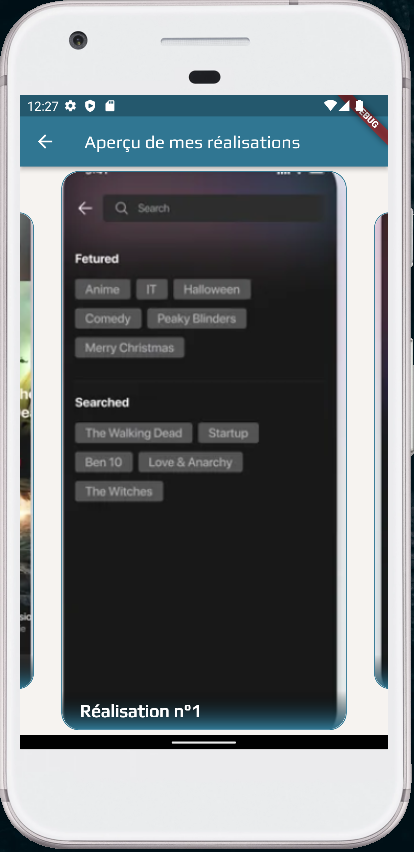 12:27
DEBUG
Aperçu de mes réalisations
Search
Fetured
Anime IT Halloween
Comedy Peaky Blinders
Merry Christmas
Searched
The Walking Dead Startup
Ben 10 Love & Anarchy
The Witches
Réalisation n°1